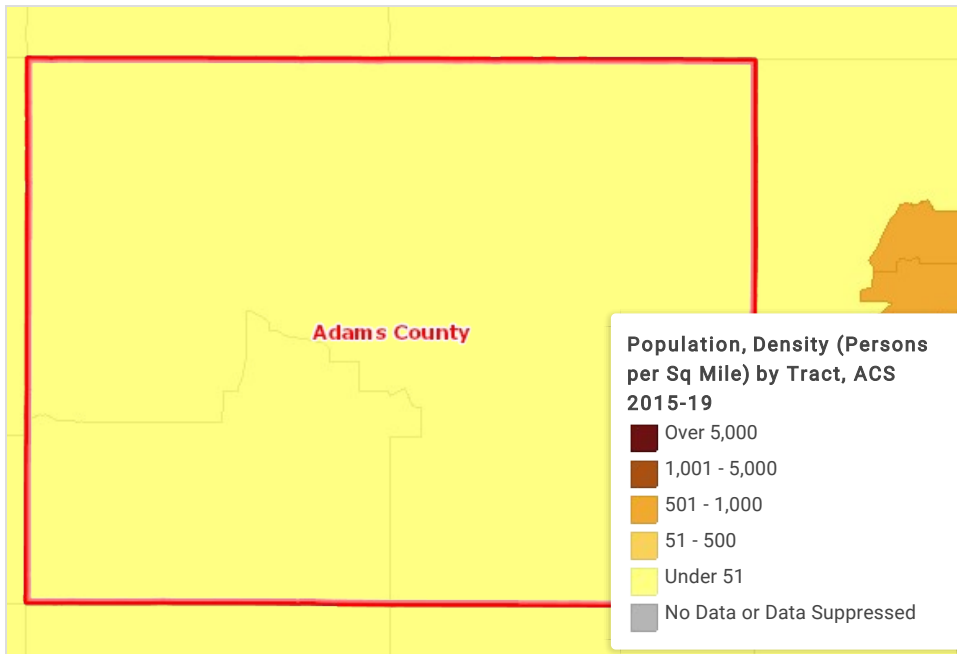 Adams County
Population, Density (Persons
per Sq Mile) by Tract, ACS
2015-19
Over 5,000
1,001 - 5,000
501 - 1,000
51 - 500
Under 51
No Data or Data Suppressed